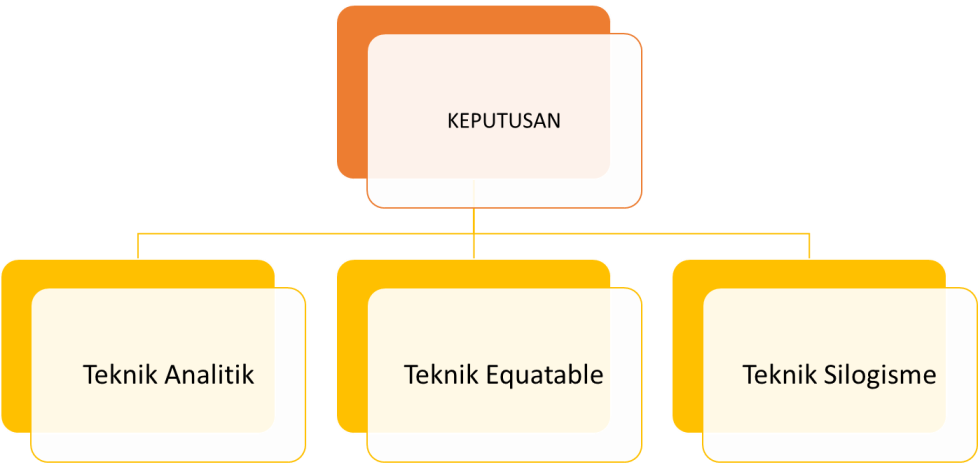 KEPUTUSAN
Teknik Analitik
Teknik Equatable
Teknik Silogisme